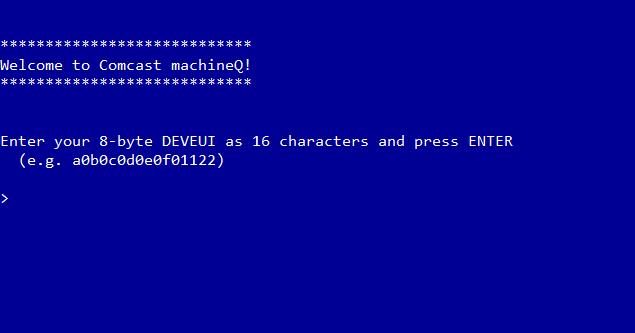 ****************************
Welcome to Comcast machineQ!
****************************
Enter your 8-byte DEVEUI as 16 characters and press ENTER
(e.g. a0b0c0d0e0f01122)
>